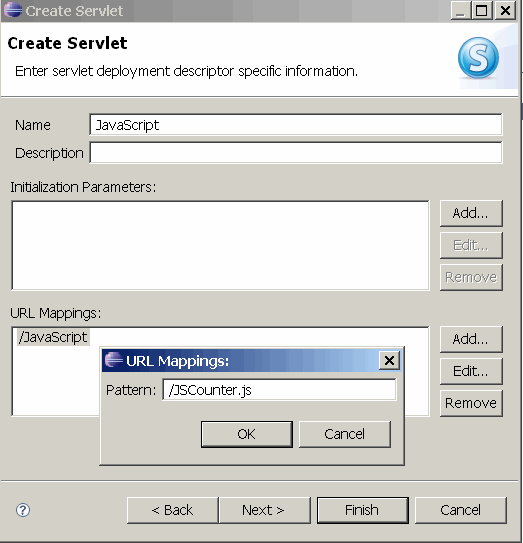 Create Servlet
Create Servlet
Enter servlet deployment descriptor specific information.
S
Name JavaScript
Description
Initialization Parameters:
Add...
Edit...
Remove
URL Mappings:
/JavaScript
Add...
Edit...
Remove
URL Mappings:
Pattern: /JSCounter.js
OK Cancel
? < Back Next > Finish Cancel